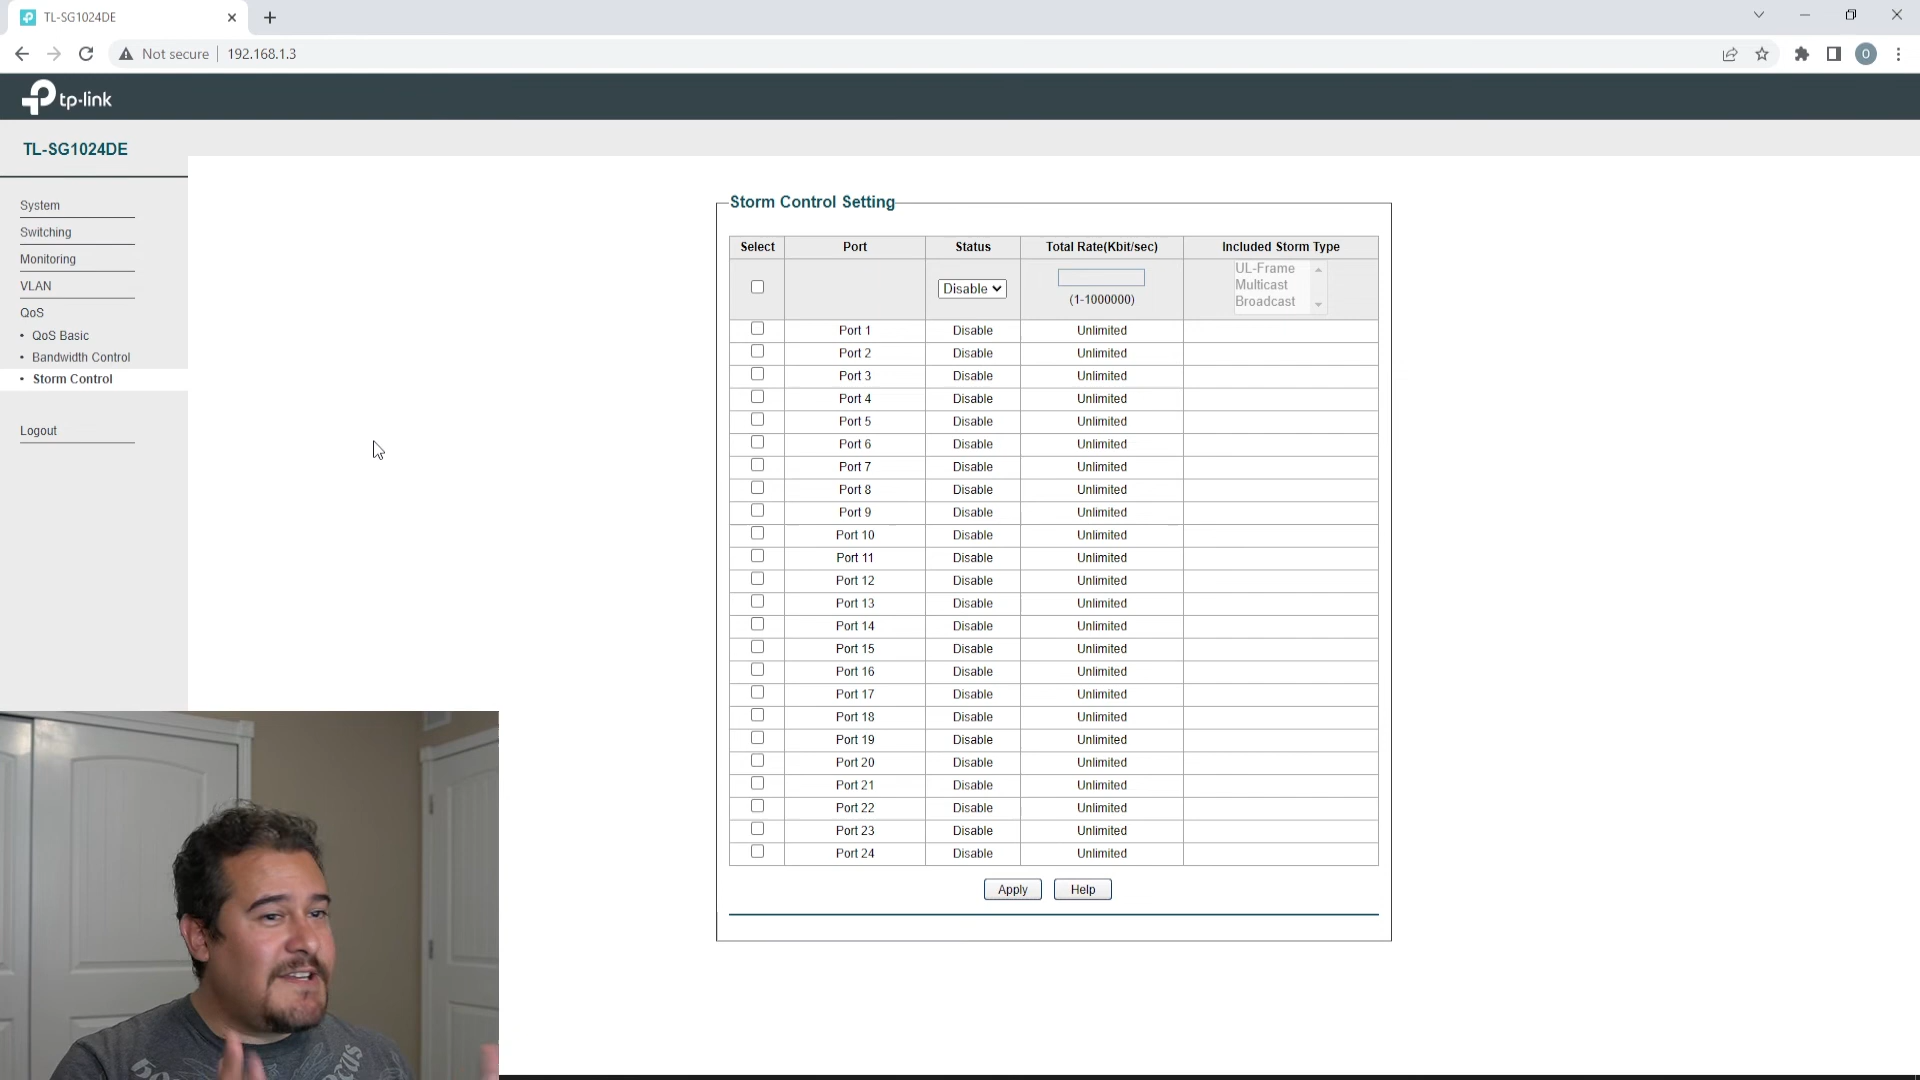 TL-SG1024DE
Not secure 192.168.1.3
tp-link
TL-SG1024DE
System
Switching
Monitoring
VLAN
QoS
• QoS Basic
• Bandwidth Control
• Storm Control
Logout
Storm Control Setting
Select Port Status Total Rate(Kbit/sec) Included Storm Type
Disable
(1-1000000)
UL-Frame
Multicast
Broadcast
Port 1 Disable Unlimited
Port 2 Disable Unlimited
Port 3 Disable Unlimited
Port 4 Disable Unlimited
Port 5 Disable Unlimited
Port 6 Disable Unlimited
Port 7 Disable Unlimited
Port 8 Disable Unlimited
Port 9 Disable Unlimited
Port 10 Disable Unlimited
Port 11 Disable Unlimited
Port 12 Disable Unlimited
Port 13 Disable Unlimited
Port 14 Disable Unlimited
Port 15 Disable Unlimited
Port 16 Disable Unlimited
Port 17 Disable Unlimited
Port 18 Disable Unlimited
Port 19 Disable Unlimited
Port 20 Disable Unlimited
Port 21 Disable Unlimited
Port 22 Disable Unlimited
Port 23 Disable Unlimited
Port 24 Disable Unlimited
Apply Help